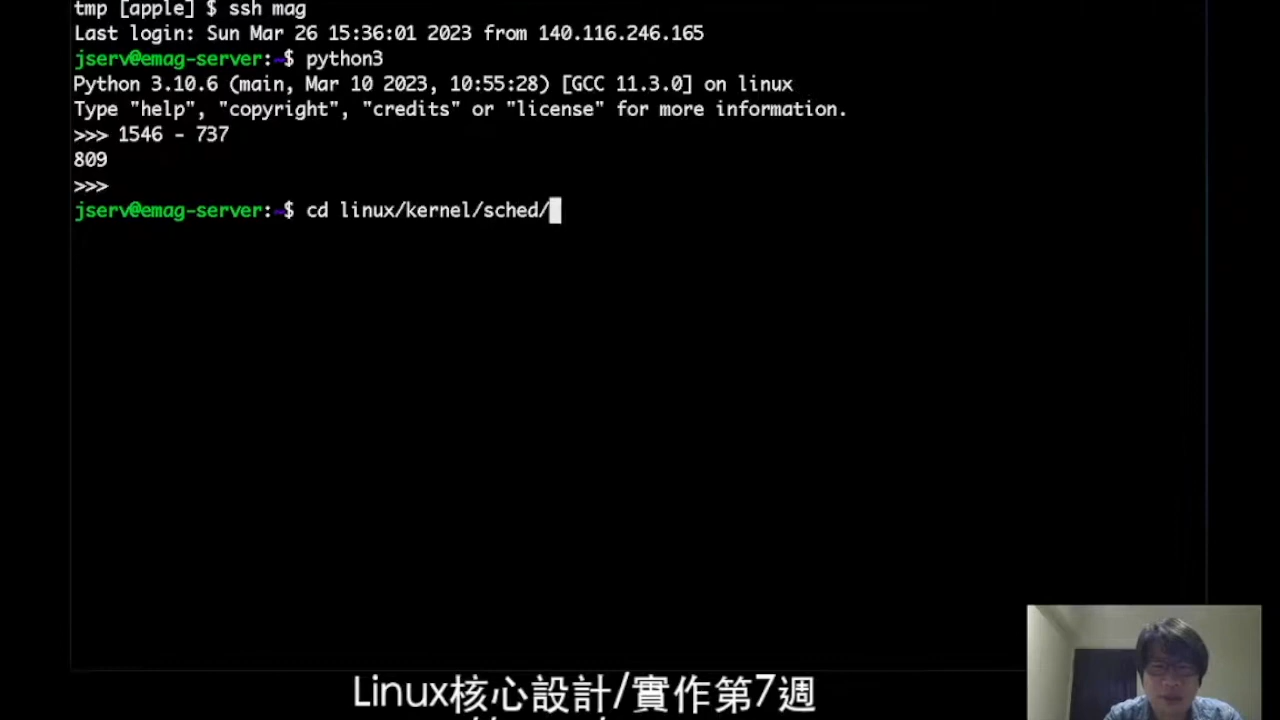 tmp [apple] $ ssh mag
Last login: Sun Mar 26 15:36:01 2023 from 140.116.246.165
jserv@emag-server:~$ python3
Python 3.10.6 (main, Mar 10 2023, 10:55:28) [GCC 11.3.0] on linux
Type "help", "copyright", "credits" or "license" for more information.
>>> 1546 - 737
809
>>>
jserv@emag-server:~$ cd linux/kernel/sched/
Linux核心設計/實作第7週